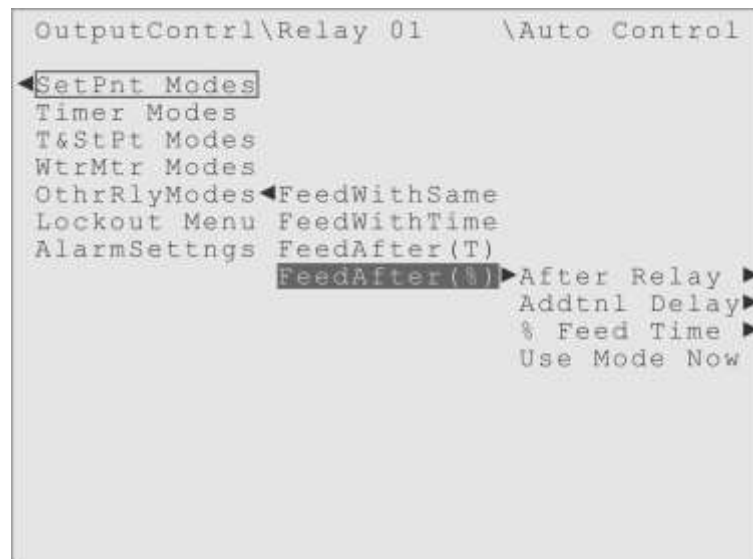 OutputContrl\Relay 01 \Auto Control
SetPnt Modes
Timer Modes
T&StPt Modes
WtrMtr Modes
OthrRlyModes FeedWithSame
Lockout Menu FeedWithTime
AlarmSettngs FeedAfter(T)
FeedAfter(%) After Relay
Addtnl Delay
% Feed Time
Use Mode Now